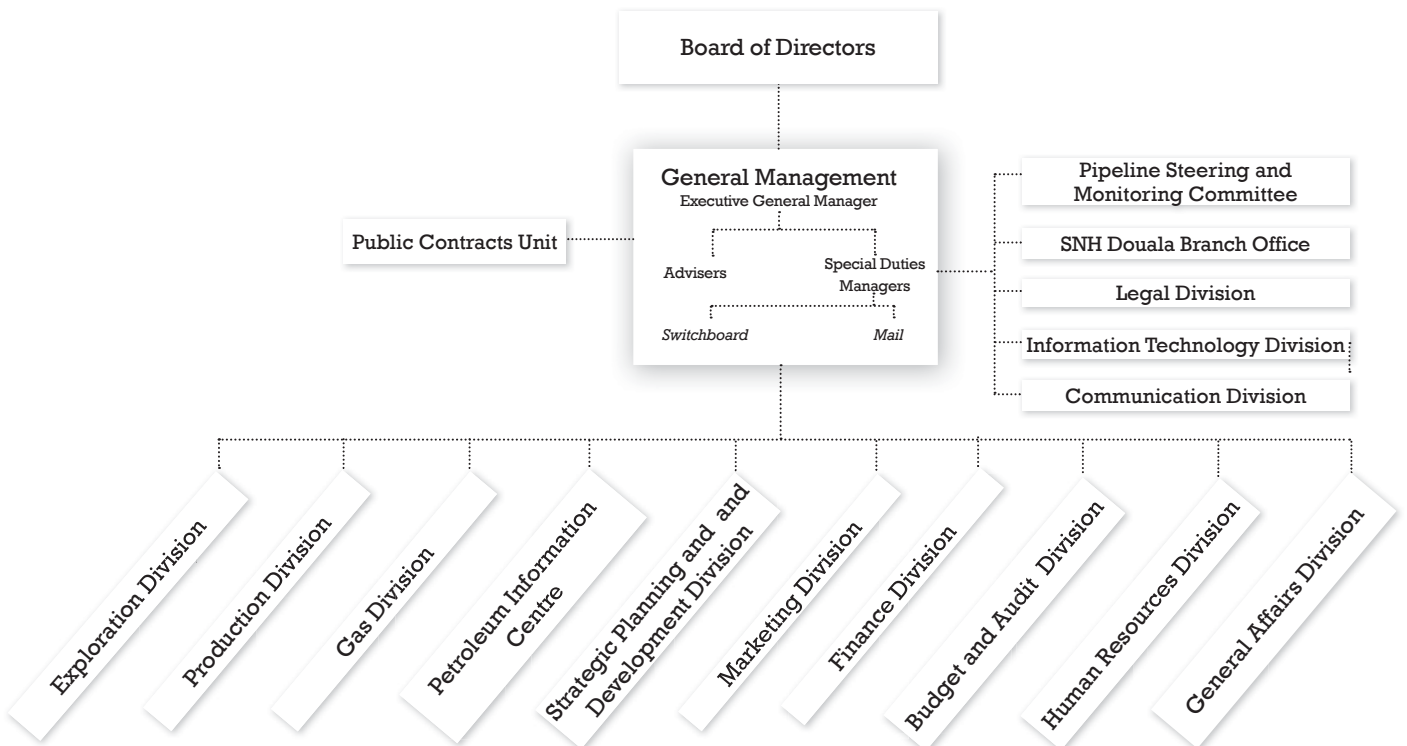 Board of Directors
General Management
Executive General Manager
Advisers
Special Duties
Managers
Switchboard
Mail
Public Contracts Unit
Pipeline Steering and
Monitoring Committee
SNH Douala Branch Office
Legal Division
Information Technology Division
Communication Division
Exploration Division
Production Division
Gas Division
Petroleum Information
Centre
Strategic Planning and and
Development Division
Marketing Division
Finance Division
Budget and Audit Division
Human Resources Division
General Affairs Division